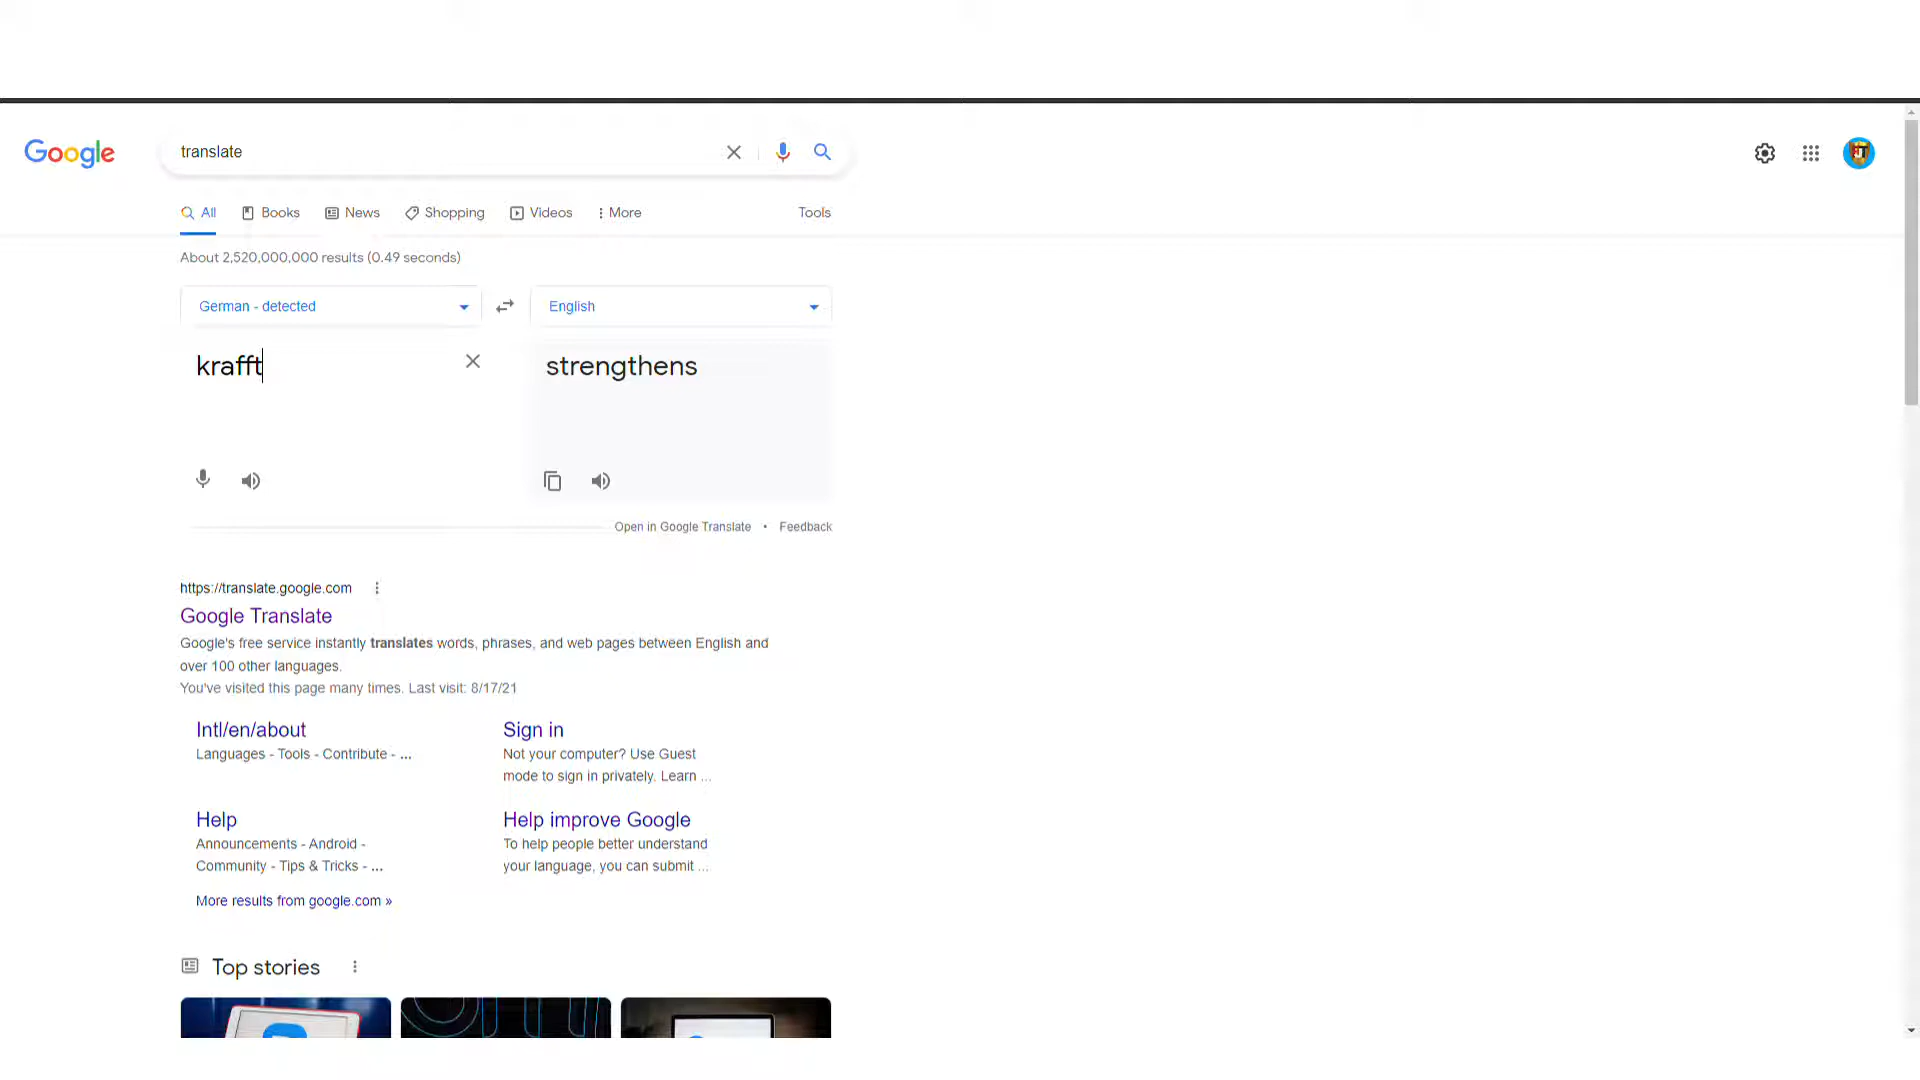 Google
translate
All Books News Shopping Videos More Tools
About 2,520,000,000 results (0.49 seconds)
German - detected English
krafft strengthens
Open in Google Translate • Feedback
https://translate.google.com
Google Translate
Google's free service instantly translates words, phrases, and web pages between English and
over 100 other languages.
You've visited this page many times. Last visit: 8/17/21
Intl/en/about
Languages - Tools - Contribute - ...
Sign in
Not your computer? Use Guest
mode to sign in privately. Learn ...
Help
Announcements - Android -
Community - Tips & Tricks - ...
Help improve Google
To help people better understand
your language, you can submit ...
More results from google.com »
Top stories